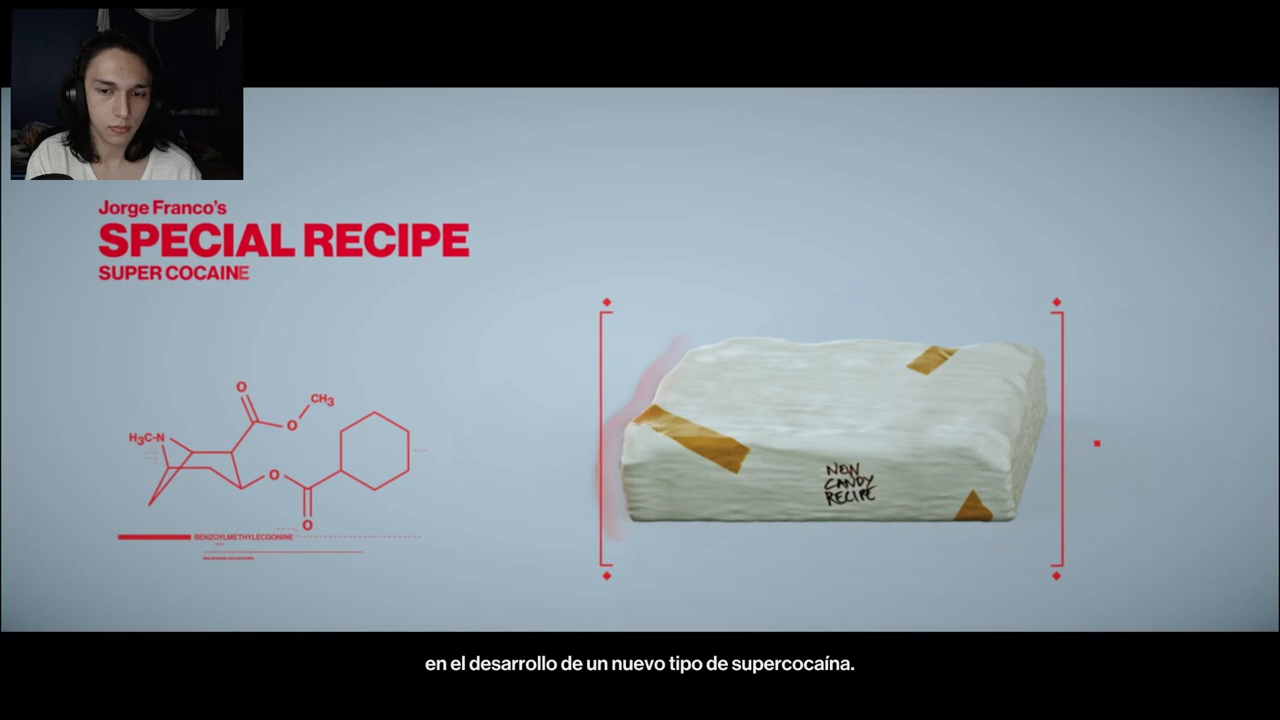 Jorge Franco's
SPECIAL RECIPE
SUPER COCAINE
O
CH3
O
H3C-N
O
O
BENZOYLMETHYLECGONINE
NON
CANDY
RECIPE
en el desarrollo de un nuevo tipo de supercocaína.